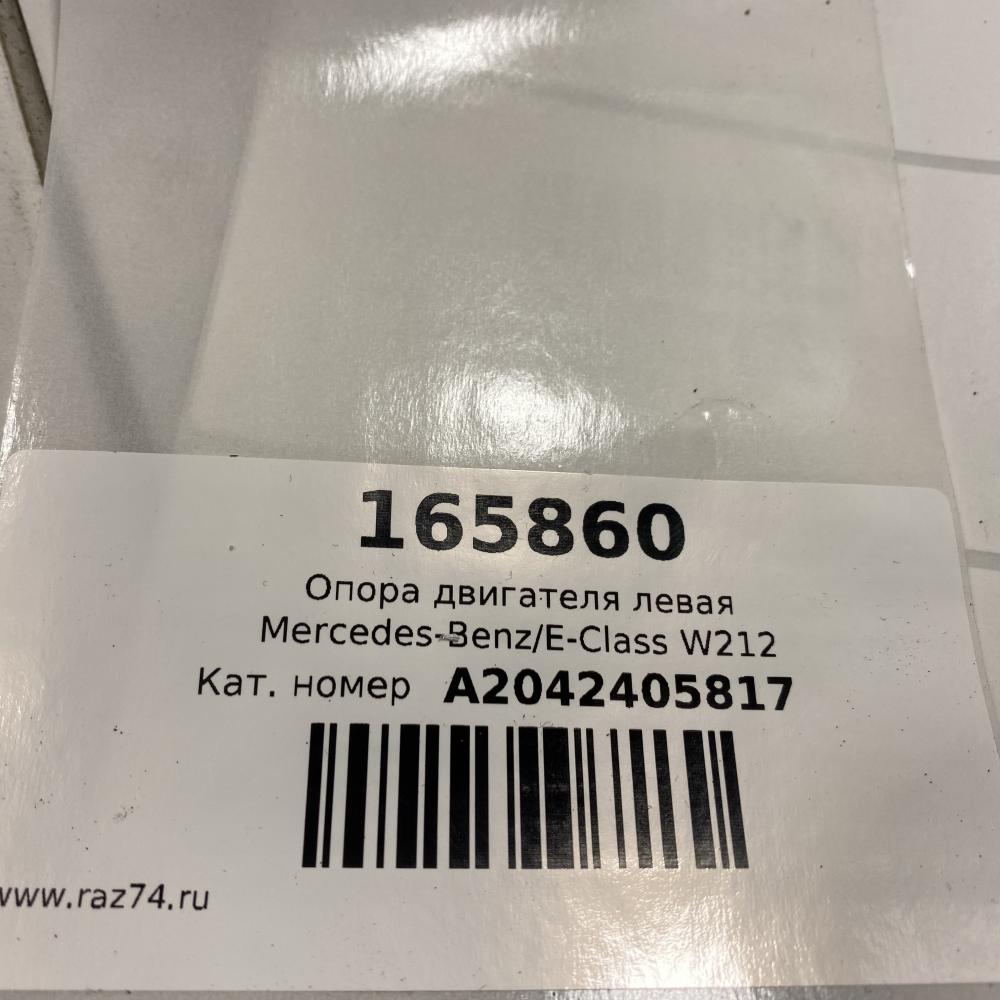 165860
Опора двигателя левая
Mercedes-Benz/E-Class W212
Кат. номер A2042405817
www.raz74.ru